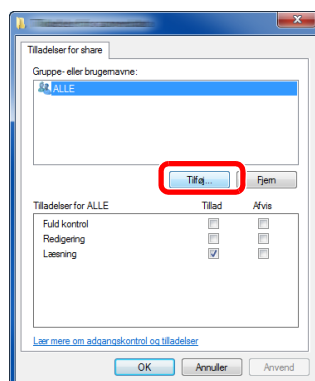 Tilladelser for share
Gruppe- eller brugernavne:
ALLE
Tilføj... Fjern
Tilladelser for ALLE Tillad Afvis
Fuld kontrol
Redigering
Læsning
Lær mere om adgangskontrol og tilladelser
OK Annuller Anvend